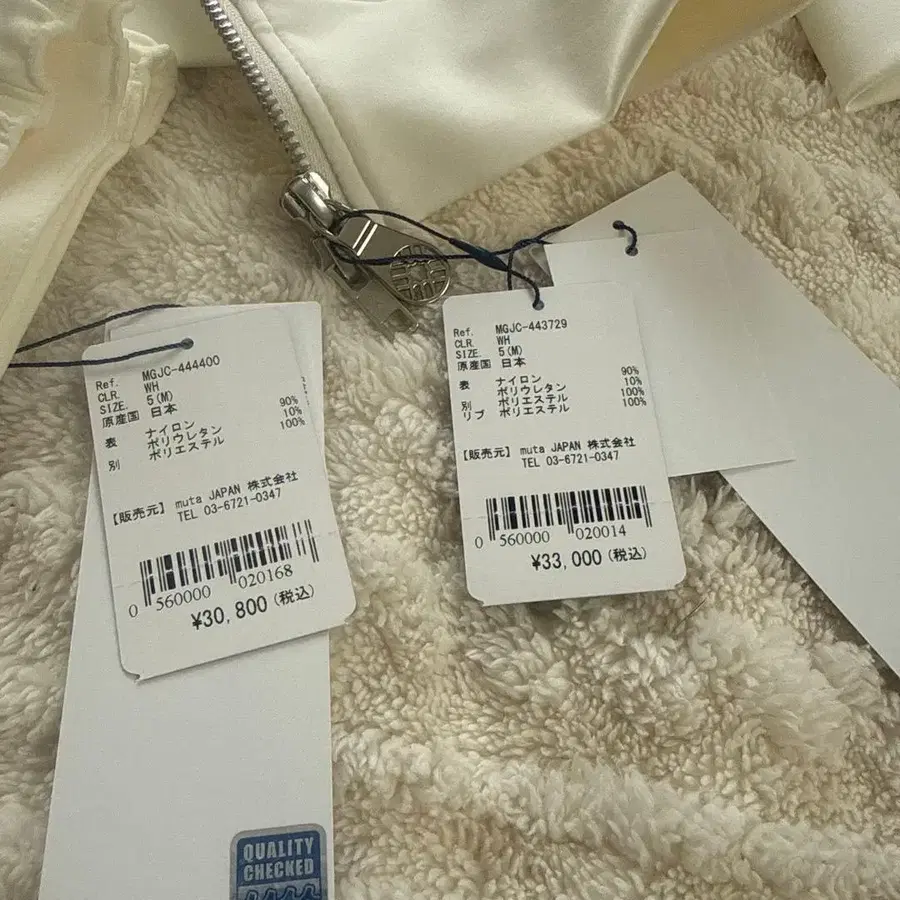 Ref. MGJC-444400
CLR. WH
SIZE. 5(M)
原産国 日本
表 ナイロン 90%
ポリウレタン 10%
別 ポリエステル 100%
【販売元】 muta JAPAN 株式会社
TEL 03-6721-0347
0 560000 020168
¥30,800(税込)
QUALITY
CHECKED
Ref. MGJC-443729
CLR. WH
SIZE. 5(M)
原産国 日本
表 ナイロン 90%
ポリウレタン 10%
別 ポリエステル 100%
リブ ポリエステル 100%
【販売元】 muta JAPAN 株式会社
TEL 03-6721-0347
0 560000 020014
¥33,000(税込)